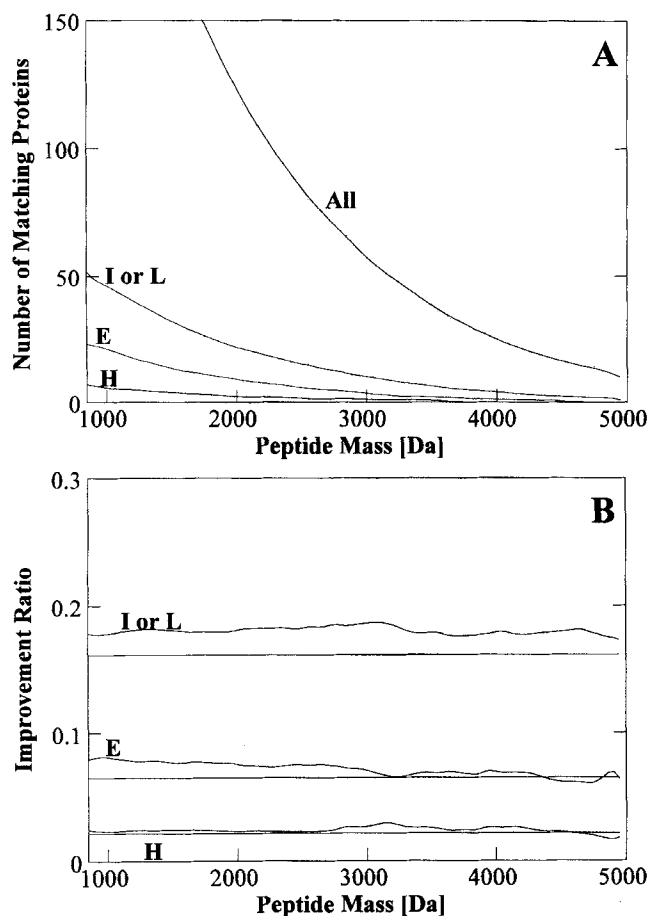 A
150
100
50
0
Number of Matching Proteins
All
I or L
E
H
1000 2000 3000 4000 5000
Peptide Mass [Da]
B
0.3
0.2
0.1
0
Improvement Ratio
I or L
E
H
1000 2000 3000 4000 5000
Peptide Mass [Da]